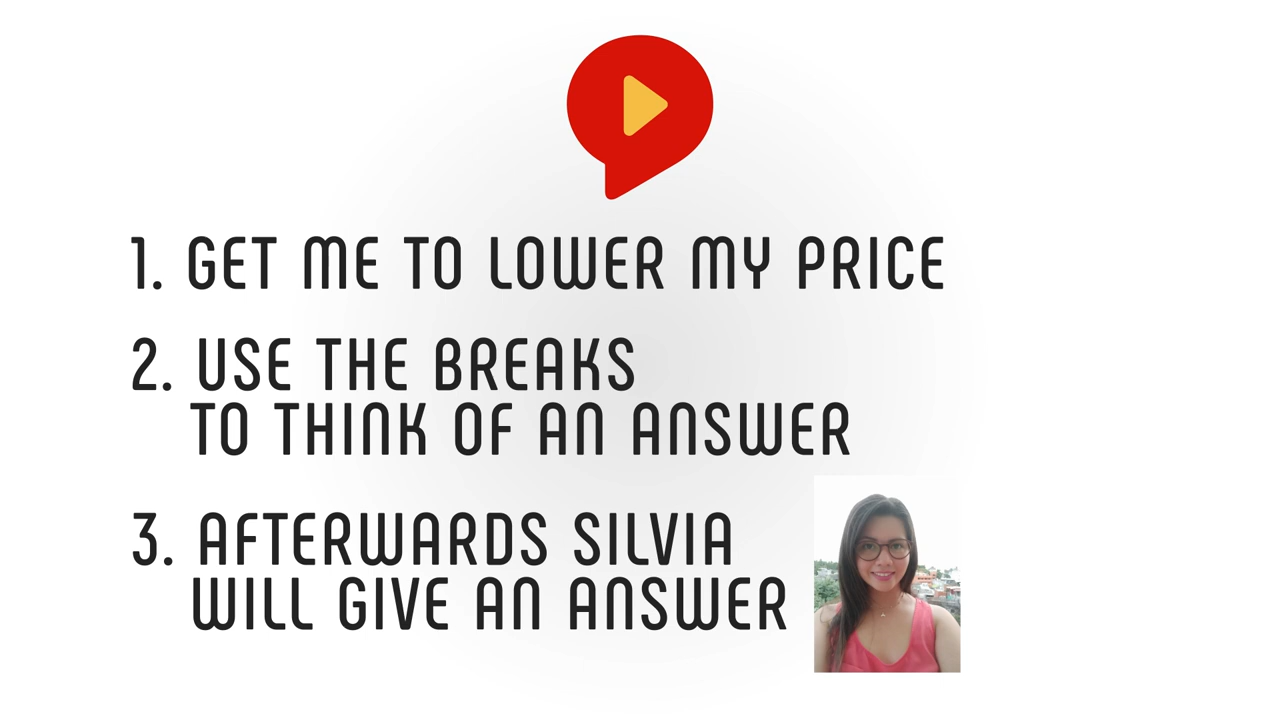 1. GET ME TO LOWER MY PRICE
2. USE THE BREAKS
TO THINK OF AN ANSWER
3. AFTERWARDS SILVIA
WILL GIVE AN ANSWER